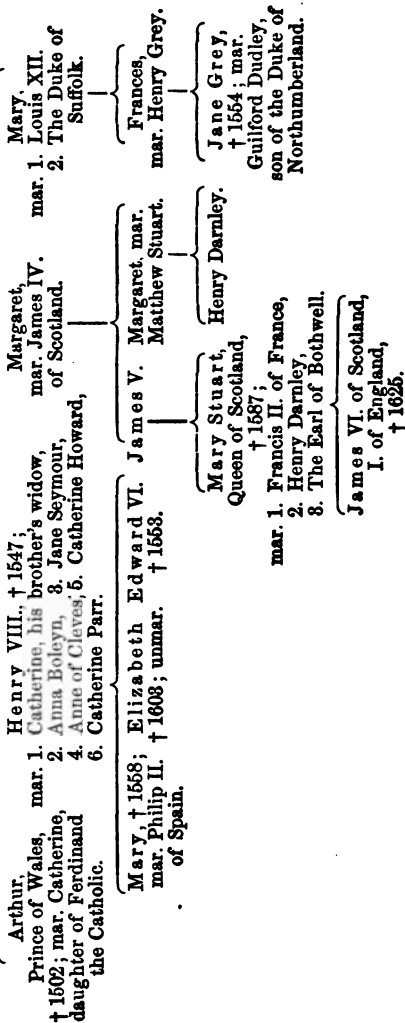 Arthur,
Prince of Wales,
† 1502; mar. Catherine,
daughter of Ferdinand
the Catholic.
Henry VIII., † 1547;
mar. 1. Catherine, his brother's widow,
2. Anna Boleyn, 3. Jane Seymour,
4. Anne of Cleves, 5. Catherine Howard,
6. Catherine Parr.
Margaret,
mar. James IV.
of Scotland.
Mary,
mar. 1. Louis XII.
2. The Duke of
Suffolk.
Mary, † 1558;
mar. Philip II.
of Spain.
Elizabeth
† 1603; unmar.
Edward VI.
† 1553.
James V.
Margaret, mar.
Matthew Stuart.
Frances,
mar. Henry Grey.
Mary Stuart,
Queen of Scotland,
† 1587;
mar. 1. Francis II. of France,
2. Henry Darnley,
3. The Earl of Bothwell.
Henry Darnley.
Jane Grey,
† 1554; mar.
Guilford Dudley,
son of the Duke of
Northumberland.
James VI. of Scotland,
I. of England,
† 1625.